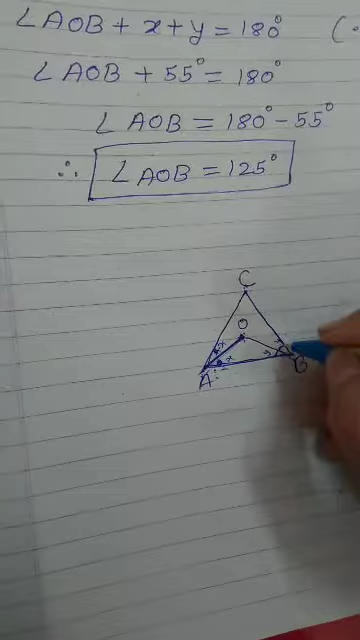 ∠AOB + x + y = 180° (
∠AOB + 55° = 180°
∠AOB = 180° - 55°
∴ ∠AOB = 125°
C
O
x
x
y
y
A
B